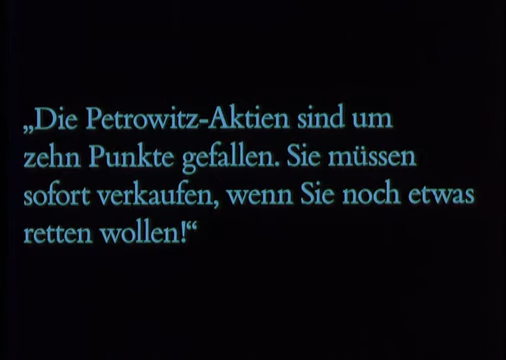 „Die Petrowitz-Aktien sind um
zehn Punkte gefallen. Sie müssen
sofort verkaufen, wenn Sie noch etwas
retten wollen!“